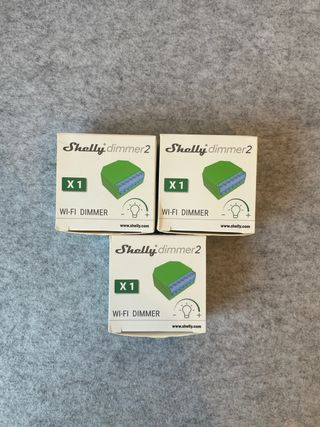 Shelly dimmer2
X1
WI-FI DIMMER
- +
www.shelly.com
Shelly dimmer2
X1
WI-FI DIMMER
- +
www.shelly.com
Shelly dimmer2
X1
WI-FI DIMMER
- +
www.shelly.com